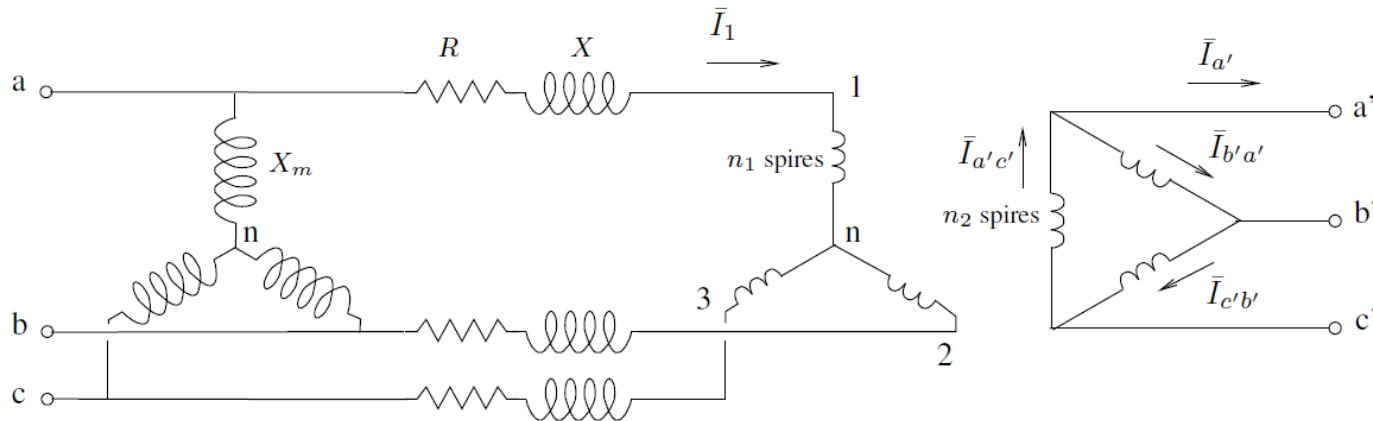 a
R
X
Ī₁
1
Xₘ
n₁ spires
n
n
3
b
2
c
Īₐ'
a'
Īₐ'c'
Īb'ₐ'
n₂ spires
b'
Īc'b'
c'